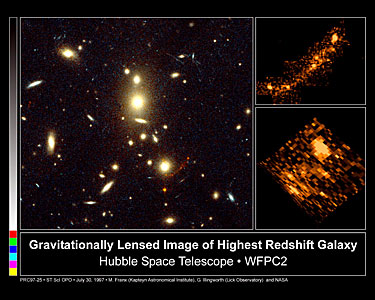 Gravitationally Lensed Image of Highest Redshift Galaxy
Hubble Space Telescope • WFPC2
PRC97-25 • ST ScI OPO • July 30, 1997 • M. Franx (Kapteyn Astronomical Institute), G. Illingworth (Lick Observatory) and NASA